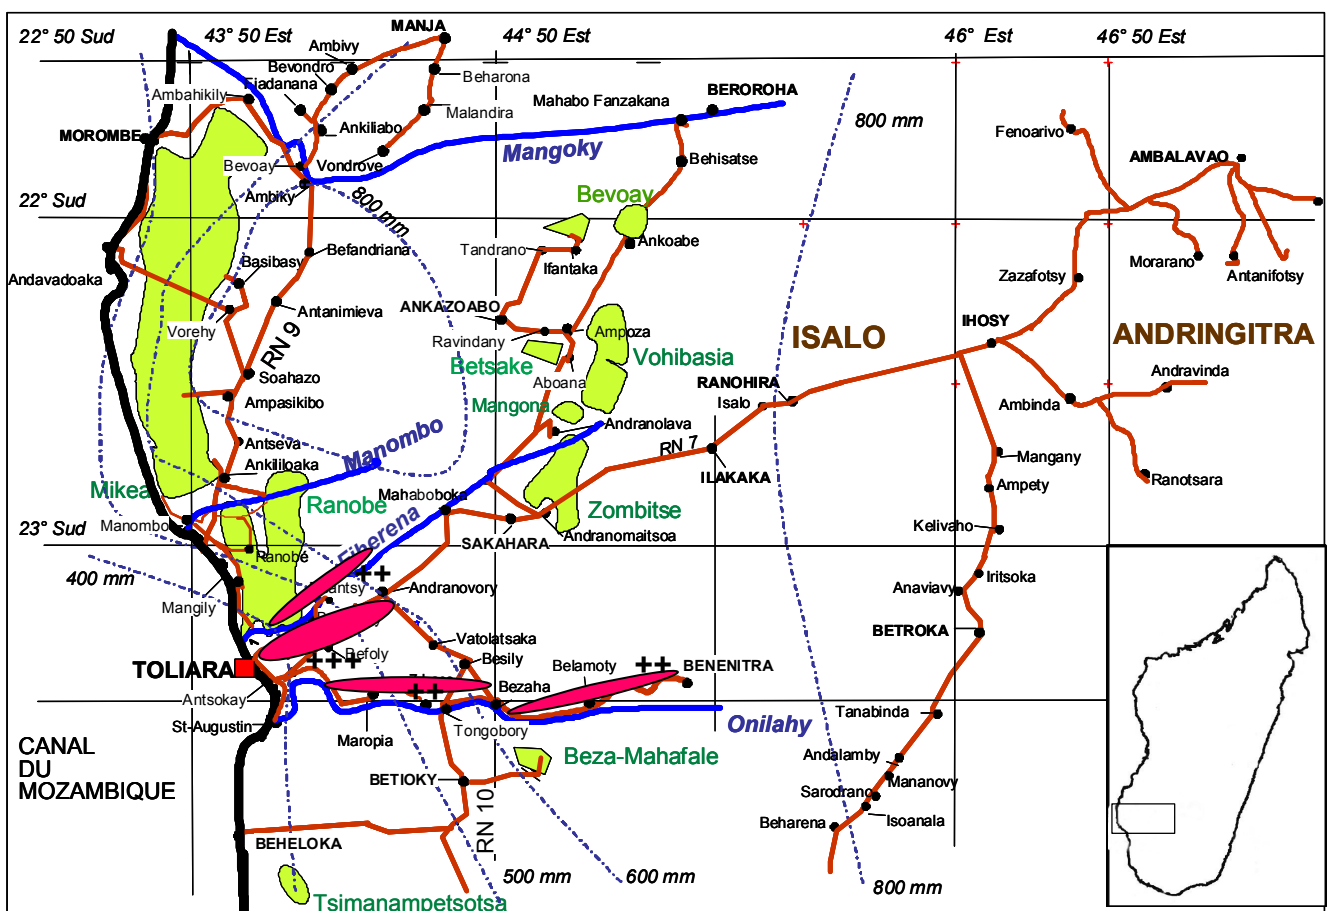 MANJA
22° 50 Sud
43° 50 Est
44° 50 Est
46° Est
46° 50 Est
Ambivy
Bevondro
Beharona
Ambahikily
Mahabo Fanzakana
BEROROHA
Malandira
800 mm
Ankiliabo
MOROMBE
Fenoarivo
Mangoky
Behisatse
AMBALAVAO
Bevoay
Vondrove
Ambiky
800 mm
Bevoay
22° Sud
Befandriana
Tandrano
Ankoabe
Basibasy
Ifantaka
Morarano
Antanifotsy
Andavadoaka
Zazafotsy
Antanimieva
ANKAZOABO
Vorehy
RN 9
Ravindany
Ampoza
ISALO
IHOSY
ANDRINGITRA
Betsake
Vohibasia
Soahazo
Aboana
RANOHIRA
Andravinda
Ampasikibo
Mangona
Isalo
Ambinda
Andranolava
Antseva
Manombo
RN 7
Mangany
Ankililoaka
ILAKAKA
Ranotsara
Mikea
Ranobe
Mahaboboka
Ampety
Zombitse
Manombo
23° Sud
Fiherena
SAKAHARA
Andranomaitsoa
Kelivaho
Ranobe
400 mm
Andranovory
Iritsoka
Anaviavy
Mangily
BETROKA
Vatolatsaka
Befoly
Besily
Belamoty
BENENITRA
TOLIARA
Antsokay
Bezaha
St-Augustin
Tongobory
Onilahy
Tanabinda
Maropia
CANAL
DU
MOZAMBIQUE
Beza-Mahafale
Andalamby
BETIOKY
Mananovy
Sarodrano
RN 10
Isoanala
Beharena
BEHELOKA
500 mm
600 mm
800 mm
Tsimanampetsotsa